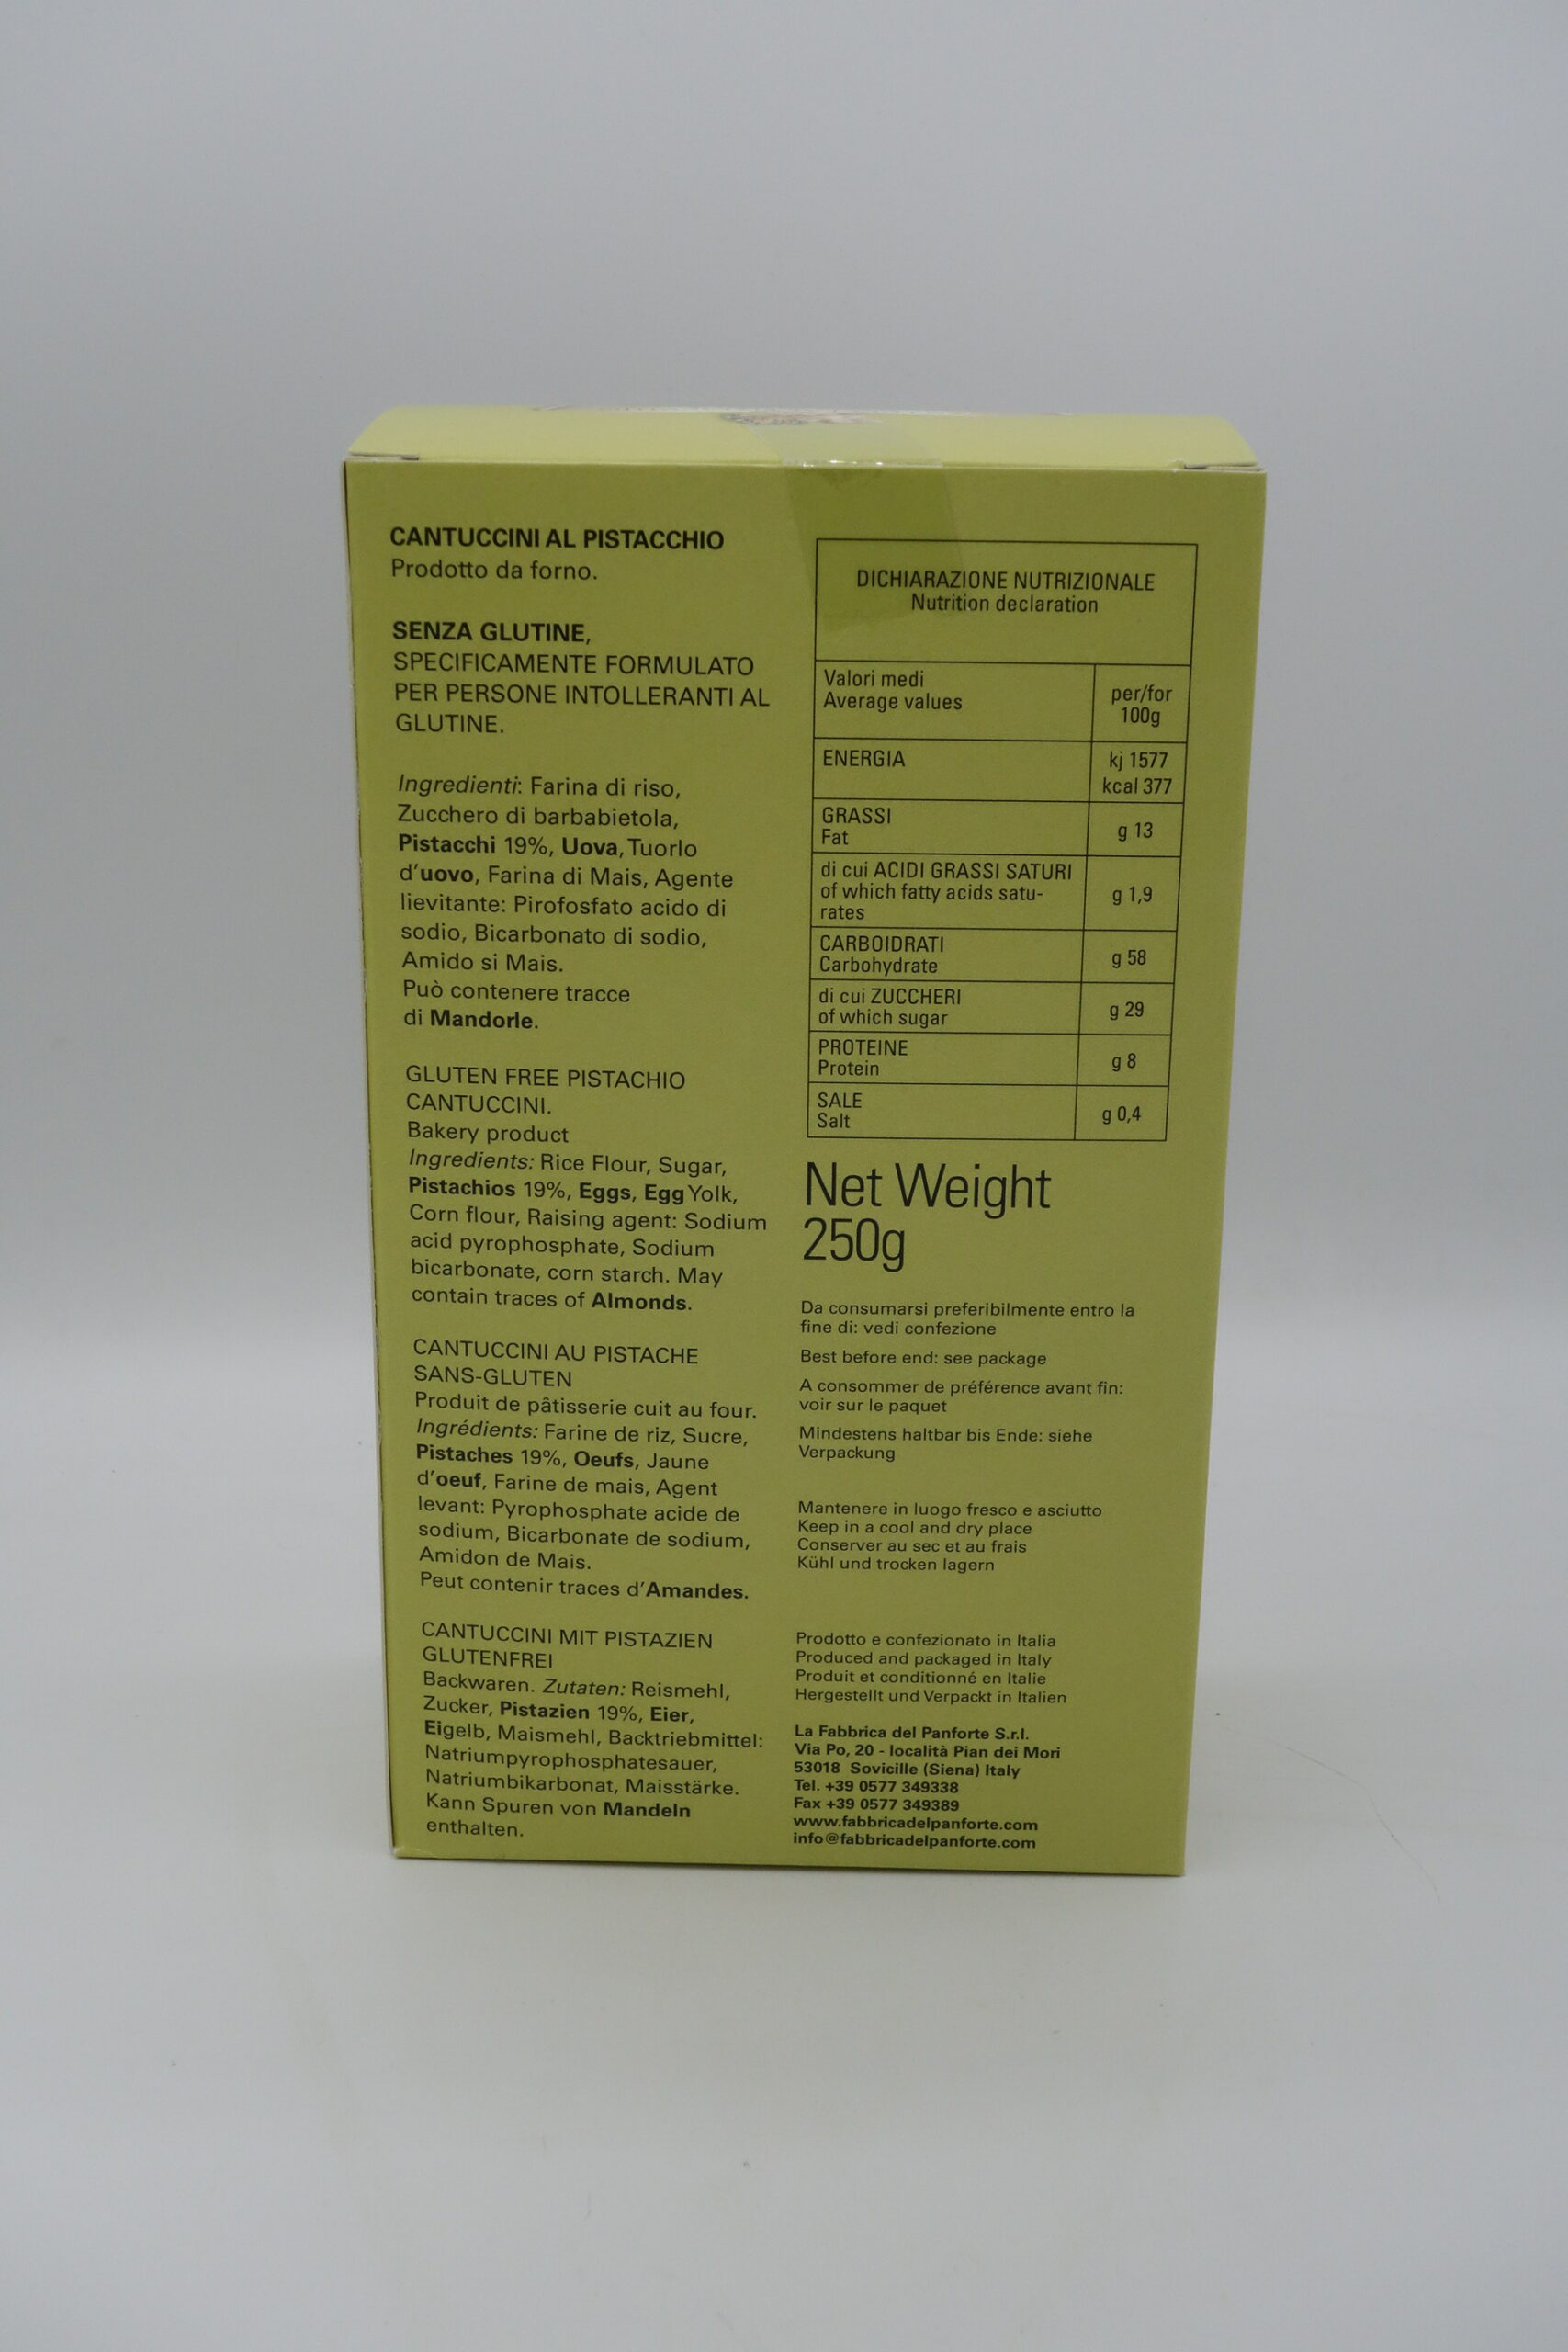 CANTUCCINI AL PISTACCHIO
Prodotto da forno.
SENZA GLUTINE,
SPECIFICAMENTE FORMULATO
PER PERSONE INTOLLERANTI AL
GLUTINE.
Ingredienti: Farina di riso,
Zucchero di barbabietola,
Pistacchi 19%, Uova, Tuorlo
d'uovo, Farina di Mais, Agente
lievitante: Pirofosfato acido di
sodio, Bicarbonato di sodio,
Amido si Mais.
Può contenere tracce
di Mandorle.
GLUTEN FREE PISTACHIO
CANTUCCINI.
Bakery product
Ingredients: Rice Flour, Sugar,
Pistachios 19%, Eggs, Egg Yolk,
Corn flour, Raising agent: Sodium
acid pyrophosphate, Sodium
bicarbonate, corn starch. May
contain traces of Almonds.
CANTUCCINI AU PISTACHE
SANS-GLUTEN
Produit de pâtisserie cuit au four.
Ingrédients: Farine de riz, Sucre,
Pistaches 19%, Oeufs, Jaune
d'oeuf, Farine de mais, Agent
levant: Pyrophosphate acide de
sodium, Bicarbonate de sodium,
Amidon de Mais.
Peut contenir traces d'Amandes.
CANTUCCINI MIT PISTAZIEN
GLUTENFREI
Backwaren. Zutaten: Reismehl,
Zucker, Pistazien 19%, Eier,
Eigelb, Maismehl, Backtriebmittel:
Natriumpyrophosphatesauer,
Natriumbikarbonat, Maisstärke.
Kann Spuren von Mandeln
enthalten.
DICHIARAZIONE NUTRIZIONALE
Nutrition declaration
Valori medi
Average values
per/for
100g
ENERGIA
kj 1577
kcal 377
GRASSI
Fat
g 13
di cui ACIDI GRASSI SATURI
of which fatty acids satu-
rates
g 1,9
CARBOIDRATI
Carbohydrate
g 58
di cui ZUCCHERI
of which sugar
g 29
PROTEINE
Protein
g 8
SALE
Salt
g 0,4
Net Weight
250g
Da consumarsi preferibilmente entro la
fine di: vedi confezione
Best before end: see package
A consommer de préférence avant fin:
voir sur le paquet
Mindestens haltbar bis Ende: siehe
Verpackung
Mantenere in luogo fresco e asciutto
Keep in a cool and dry place
Conserver au sec et au frais
Kühl und trocken lagern
Prodotto e confezionato in Italia
Produced and packaged in Italy
Produit et conditionné en Italie
Hergestellt und Verpackt in Italien
La Fabbrica del Panforte S.r.l.
Via Po, 20 - località Pian dei Mori
53018 Sovicille (Siena) Italy
Tel. +39 0577 349338
Fax +39 0577 349389
www.fabbricadelpanforte.com
info@fabbricadelpanforte.com